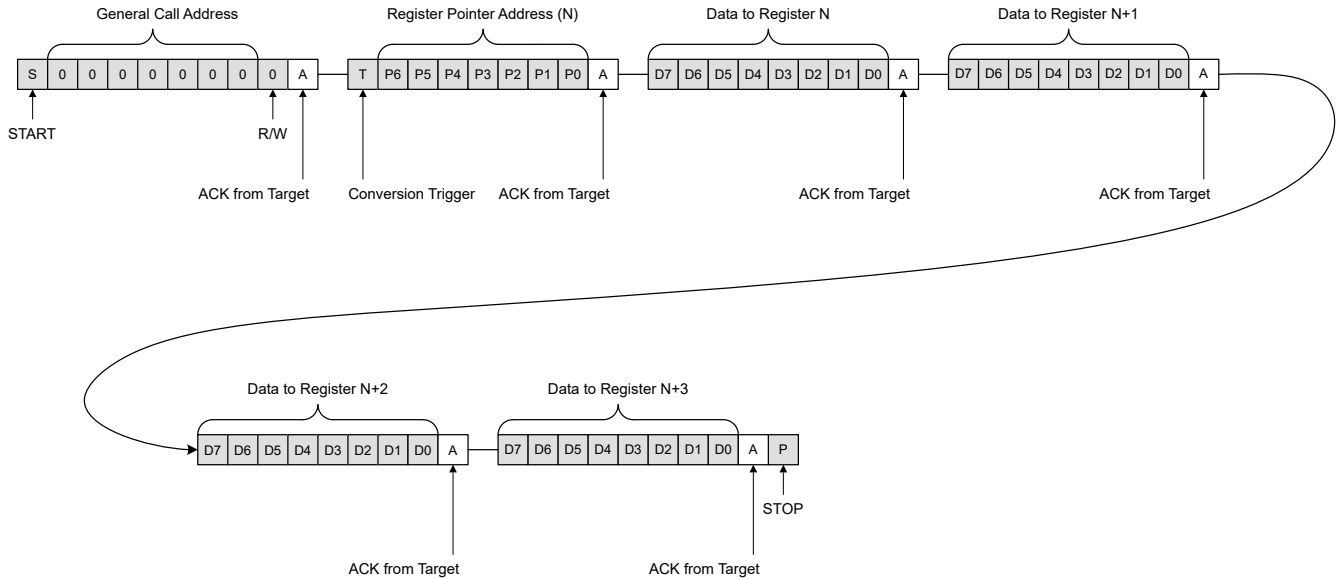 General Call Address
Register Pointer Address (N)
Data to Register N
Data to Register N+1
S 0 0 0 0 0 0 0 0 A T P6 P5 P4 P3 P2 P1 P0 A D7 D6 D5 D4 D3 D2 D1 D0 A D7 D6 D5 D4 D3 D2 D1 D0 A
START
R/W
ACK from Target
Conversion Trigger
ACK from Target
ACK from Target
ACK from Target
Data to Register N+2
Data to Register N+3
D7 D6 D5 D4 D3 D2 D1 D0 A D7 D6 D5 D4 D3 D2 D1 D0 A P
STOP
ACK from Target
ACK from Target